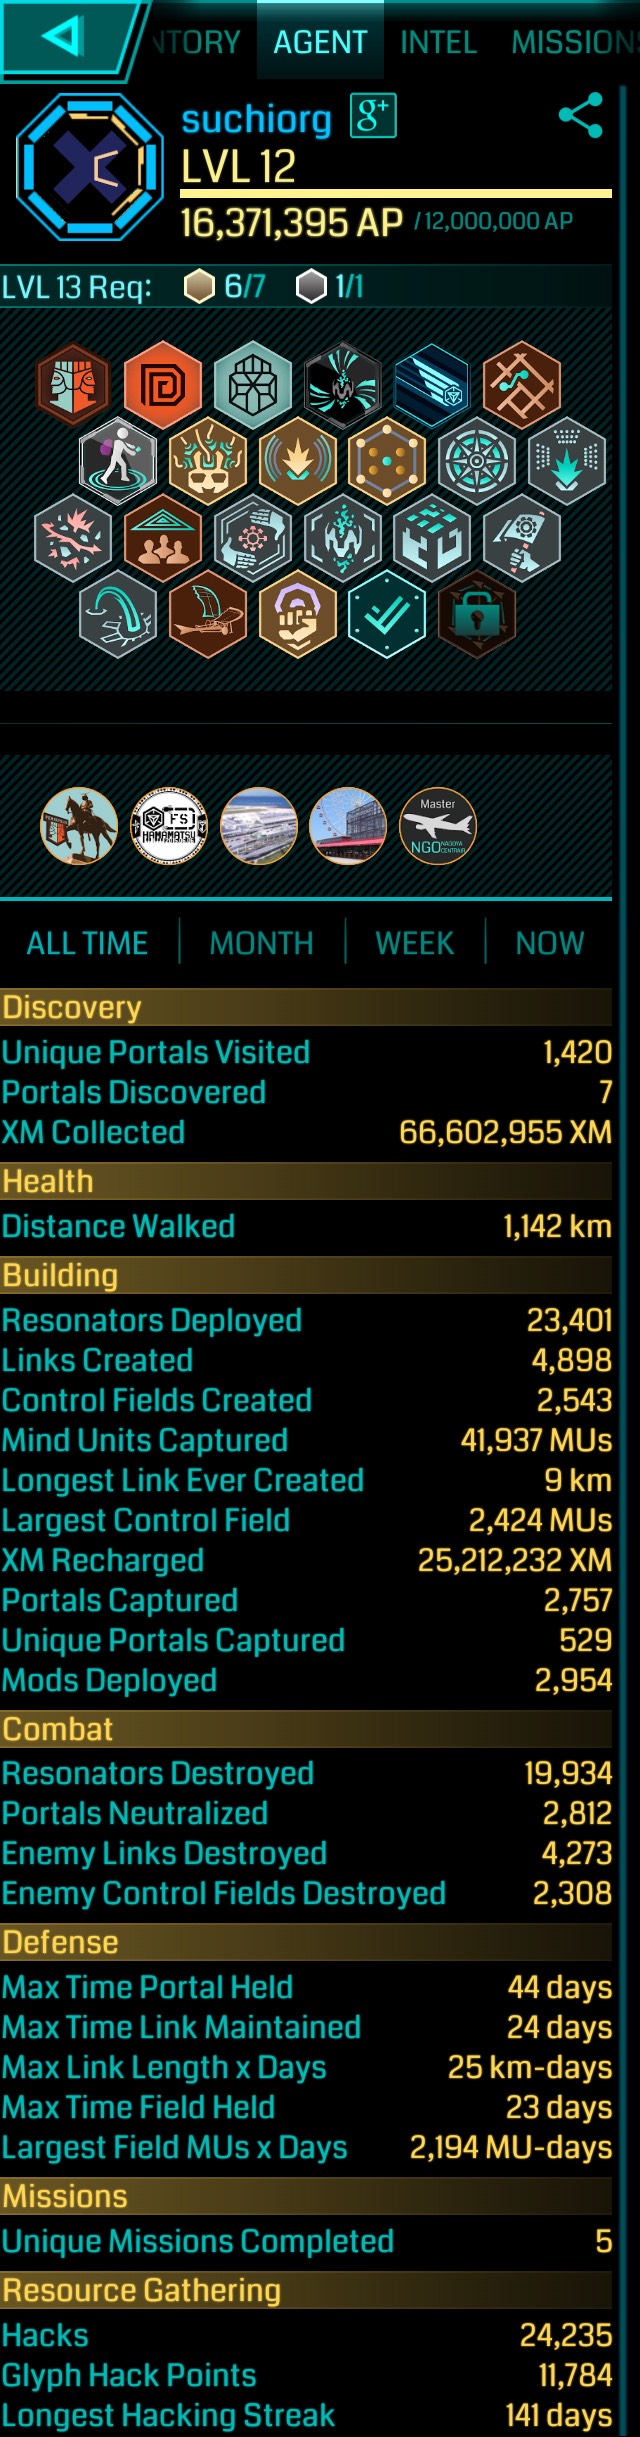 NTORY AGENT INTEL MISSIONS
suchiorg g+
LVL 12
16,371,395 AP / 12,000,000 AP
LVL 13 Req: 6/7 1/1
FS
HAMAMATSU
Master
NGO NAGOYA CENTRAIR
ALL TIME MONTH WEEK NOW
Discovery
Unique Portals Visited 1,420
Portals Discovered 7
XM Collected 66,602,955 XM
Health
Distance Walked 1,142 km
Building
Resonators Deployed 23,401
Links Created 4,898
Control Fields Created 2,543
Mind Units Captured 41,937 MUs
Longest Link Ever Created 9 km
Largest Control Field 2,424 MUs
XM Recharged 25,212,232 XM
Portals Captured 2,757
Unique Portals Captured 529
Mods Deployed 2,954
Combat
Resonators Destroyed 19,934
Portals Neutralized 2,812
Enemy Links Destroyed 4,273
Enemy Control Fields Destroyed 2,308
Defense
Max Time Portal Held 44 days
Max Time Link Maintained 24 days
Max Link Length x Days 25 km-days
Max Time Field Held 23 days
Largest Field MUs x Days 2,194 MU-days
Missions
Unique Missions Completed 5
Resource Gathering
Hacks 24,235
Glyph Hack Points 11,784
Longest Hacking Streak 141 days